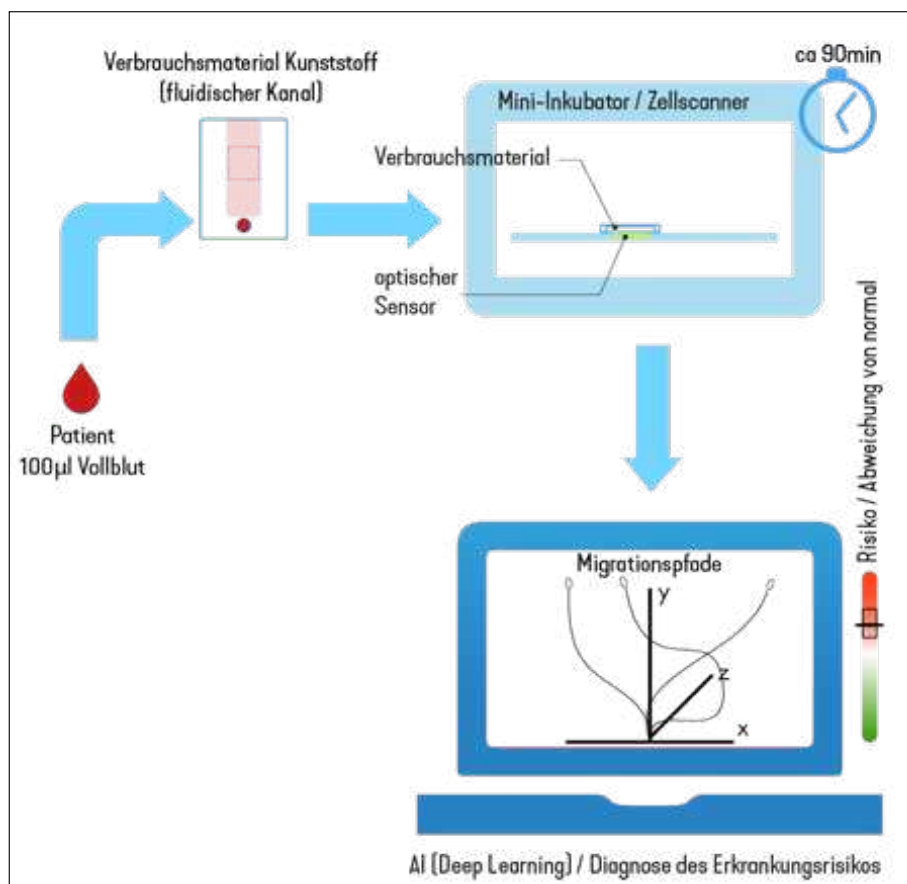 Verbrauchsmaterial Kunststoff
(fluidischer Kanal)
ca 90min
Mini-Inkubator / Zellscanner
Verbrauchsmaterial
optischer
Sensor
Patient
100µl Vollblut
Risiko / Abweichung von normal
Migrationspfade
y
z
x
AI (Deep Learning) / Diagnose des Erkrankungsrisikos